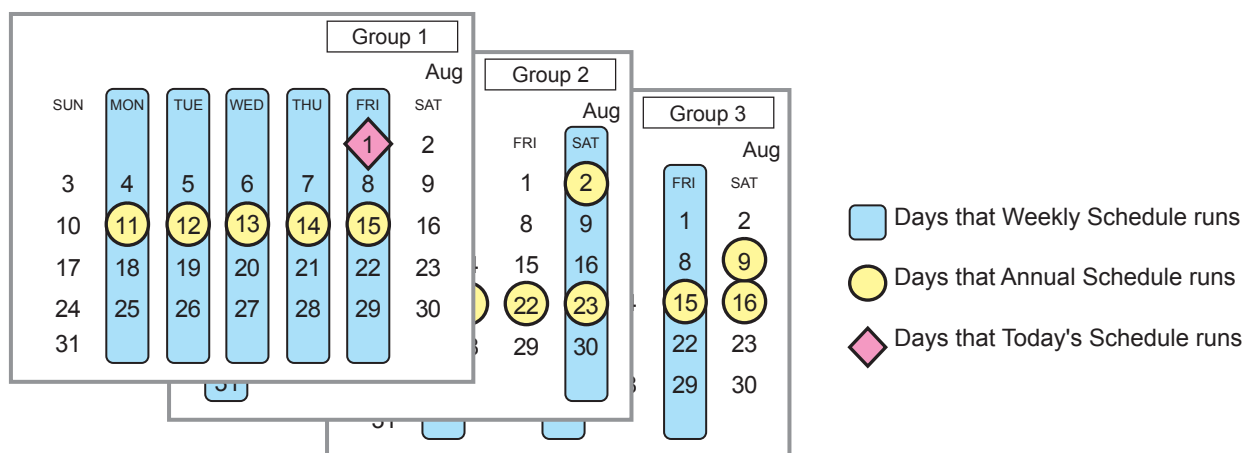 Group 1
Aug
SUN MON TUE WED THU FRI SAT
1 2
3 4 5 6 7 8 9
10 11 12 13 14 15 16
17 18 19 20 21 22 23
24 25 26 27 28 29 30
31
Group 2
Aug
FRI SAT
1 2
8 9
15 16
22 23
29 30
31
Group 3
Aug
FRI SAT
1 2
8 9
15 16
22 23
29 30
Days that Weekly Schedule runs
Days that Annual Schedule runs
Days that Today's Schedule runs